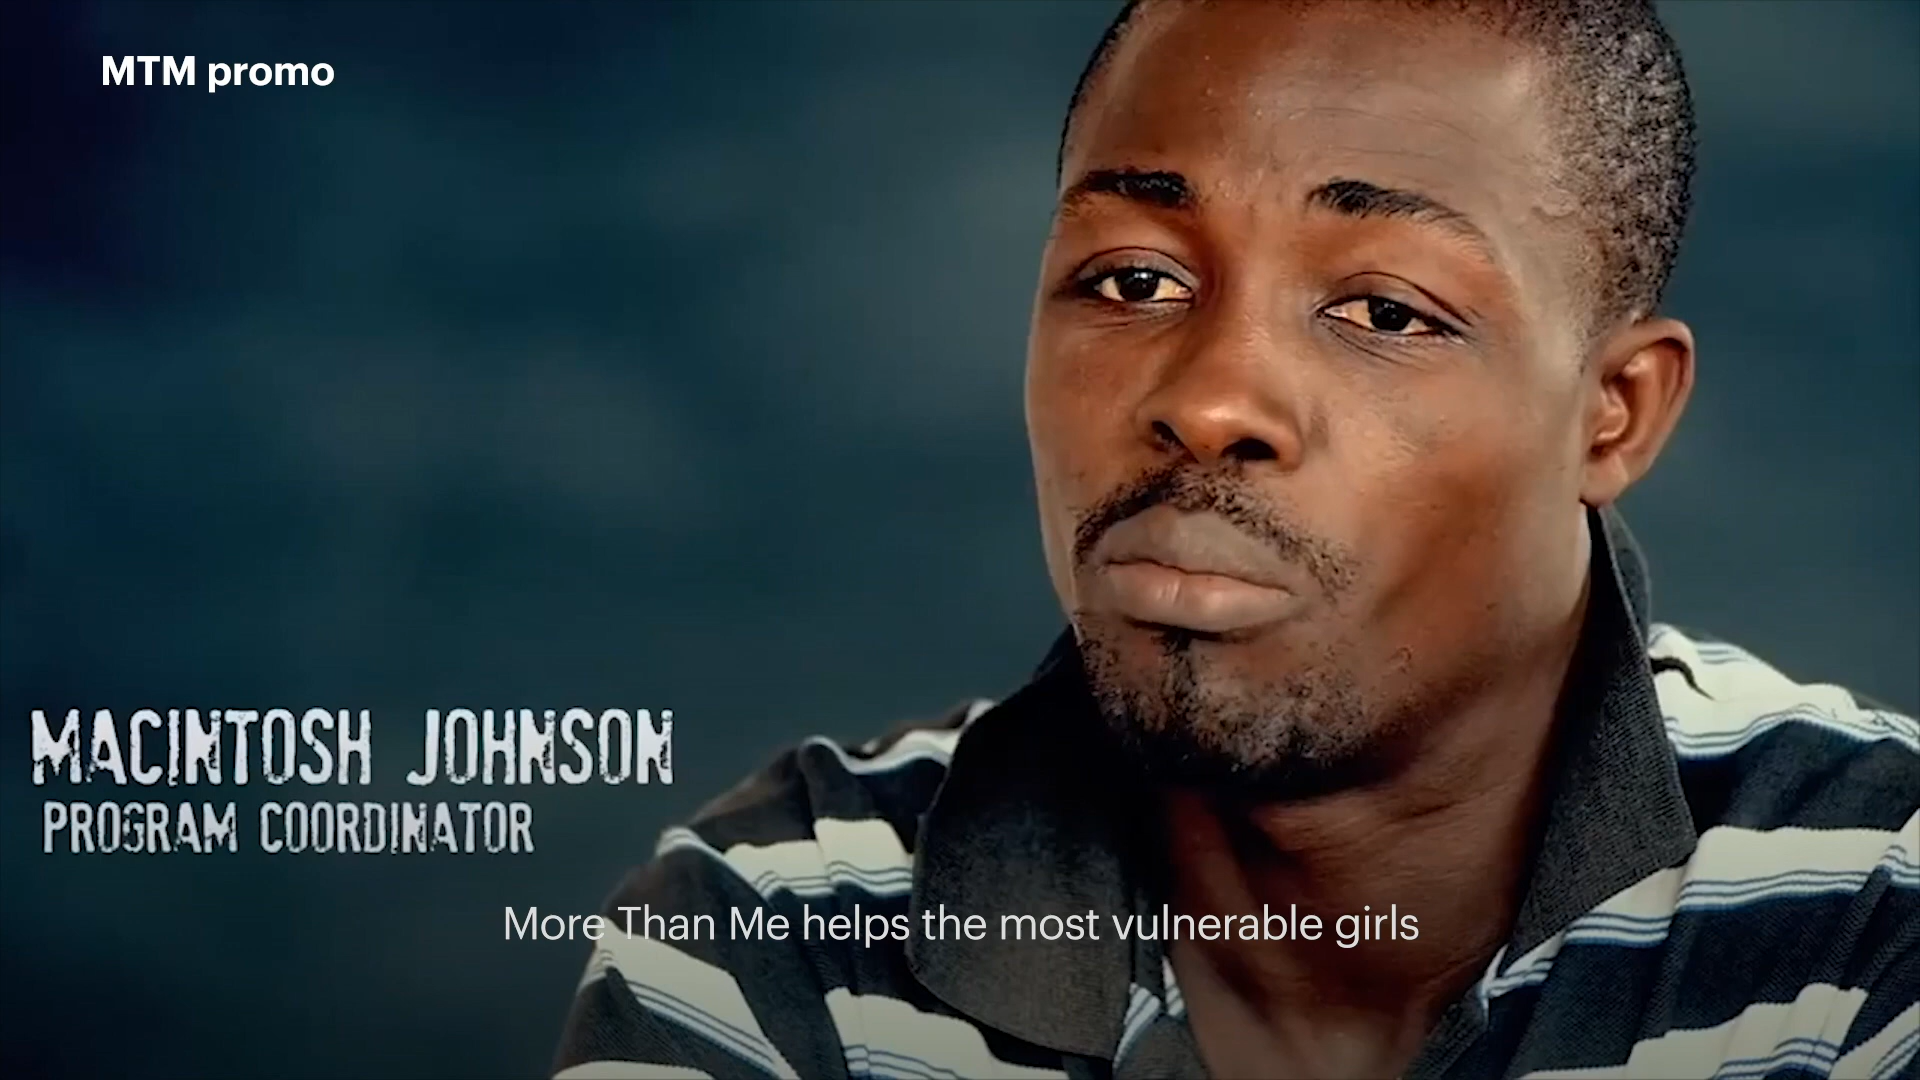 MTM promo
MACINTOSH JOHNSON
PROGRAM COORDINATOR
More Than Me helps the most vulnerable girls